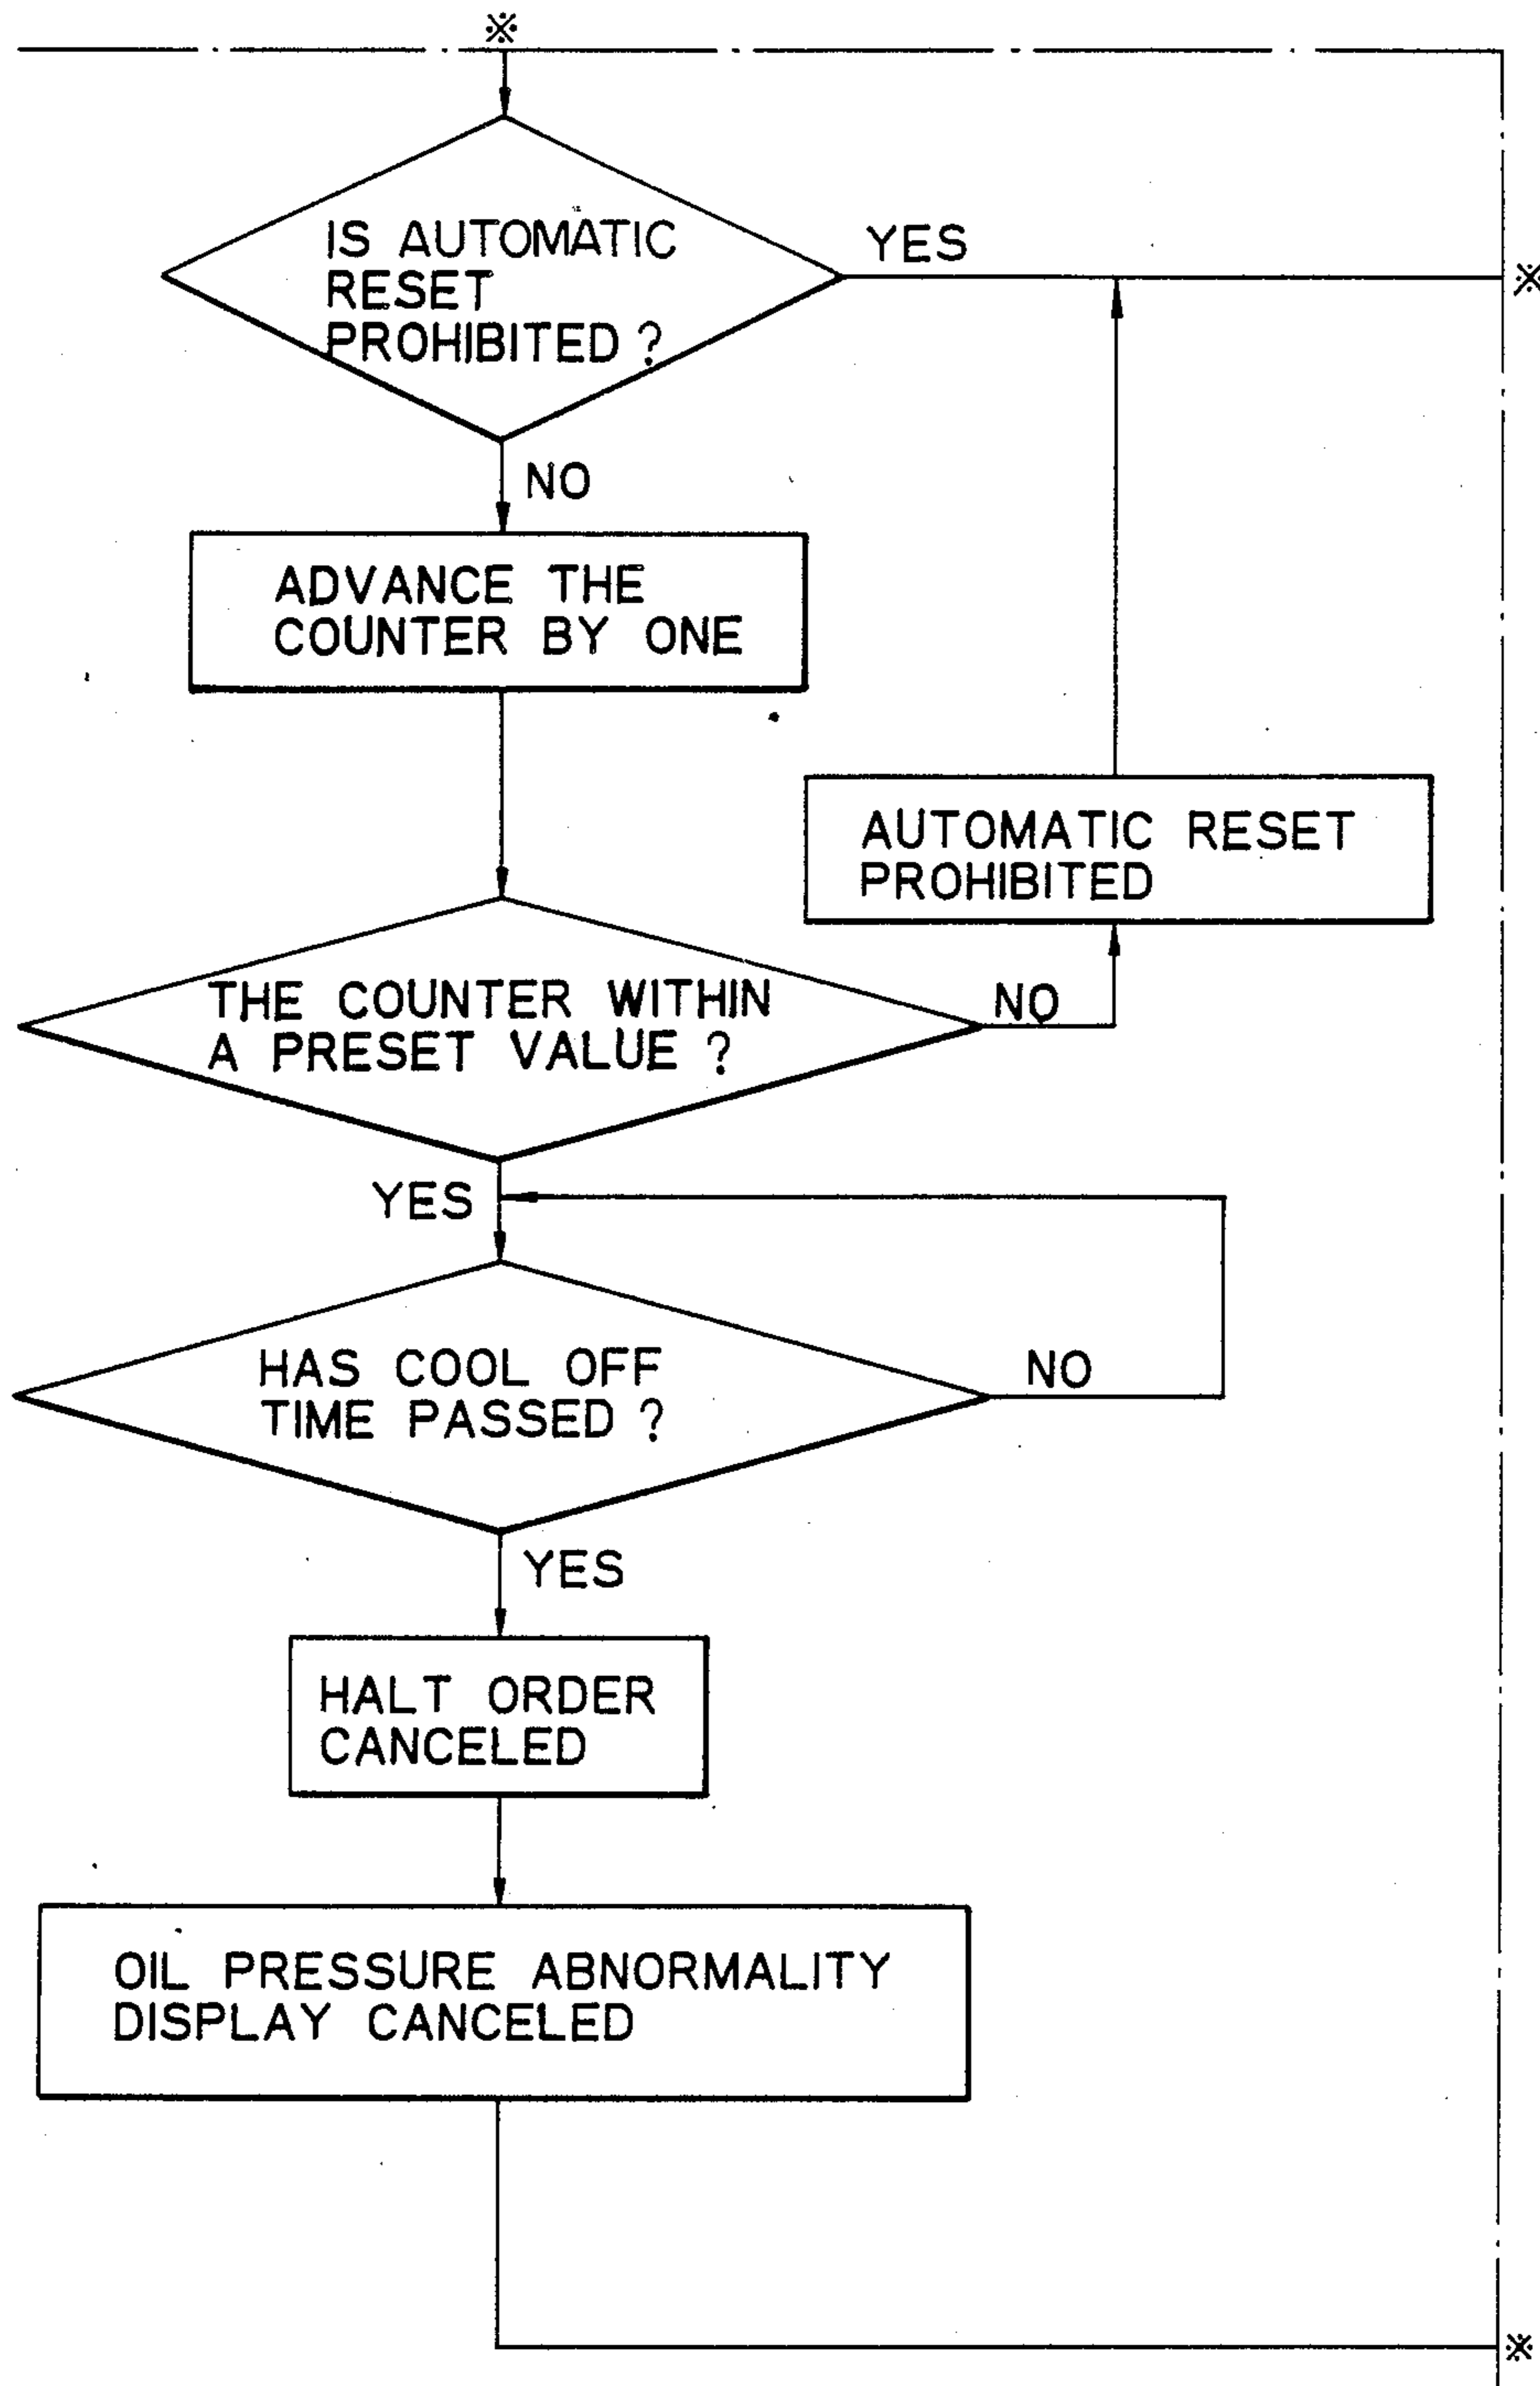 ※
IS AUTOMATIC
RESET
PROHIBITED ?
YES
※
NO
ADVANCE THE
COUNTER BY ONE
AUTOMATIC RESET
PROHIBITED
THE COUNTER WITHIN
A PRESET VALUE ?
NO
YES
HAS COOL OFF
TIME PASSED ?
NO
YES
HALT ORDER
CANCELED
OIL PRESSURE ABNORMALITY
DISPLAY CANCELED
※